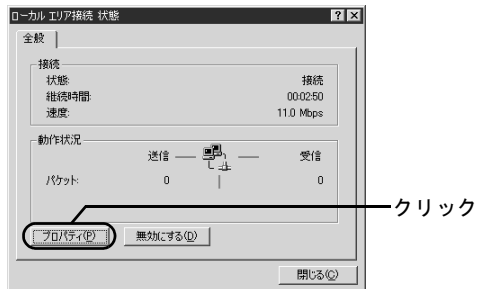 ローカル エリア接続 状態
全般
接続
状態: 接続
継続時間: 00:02:50
速度: 11.0 Mbps
動作状況
送信 受信
パケット: 0 0
プロパティ(P) 無効にする(D)
クリック
閉じる(C)